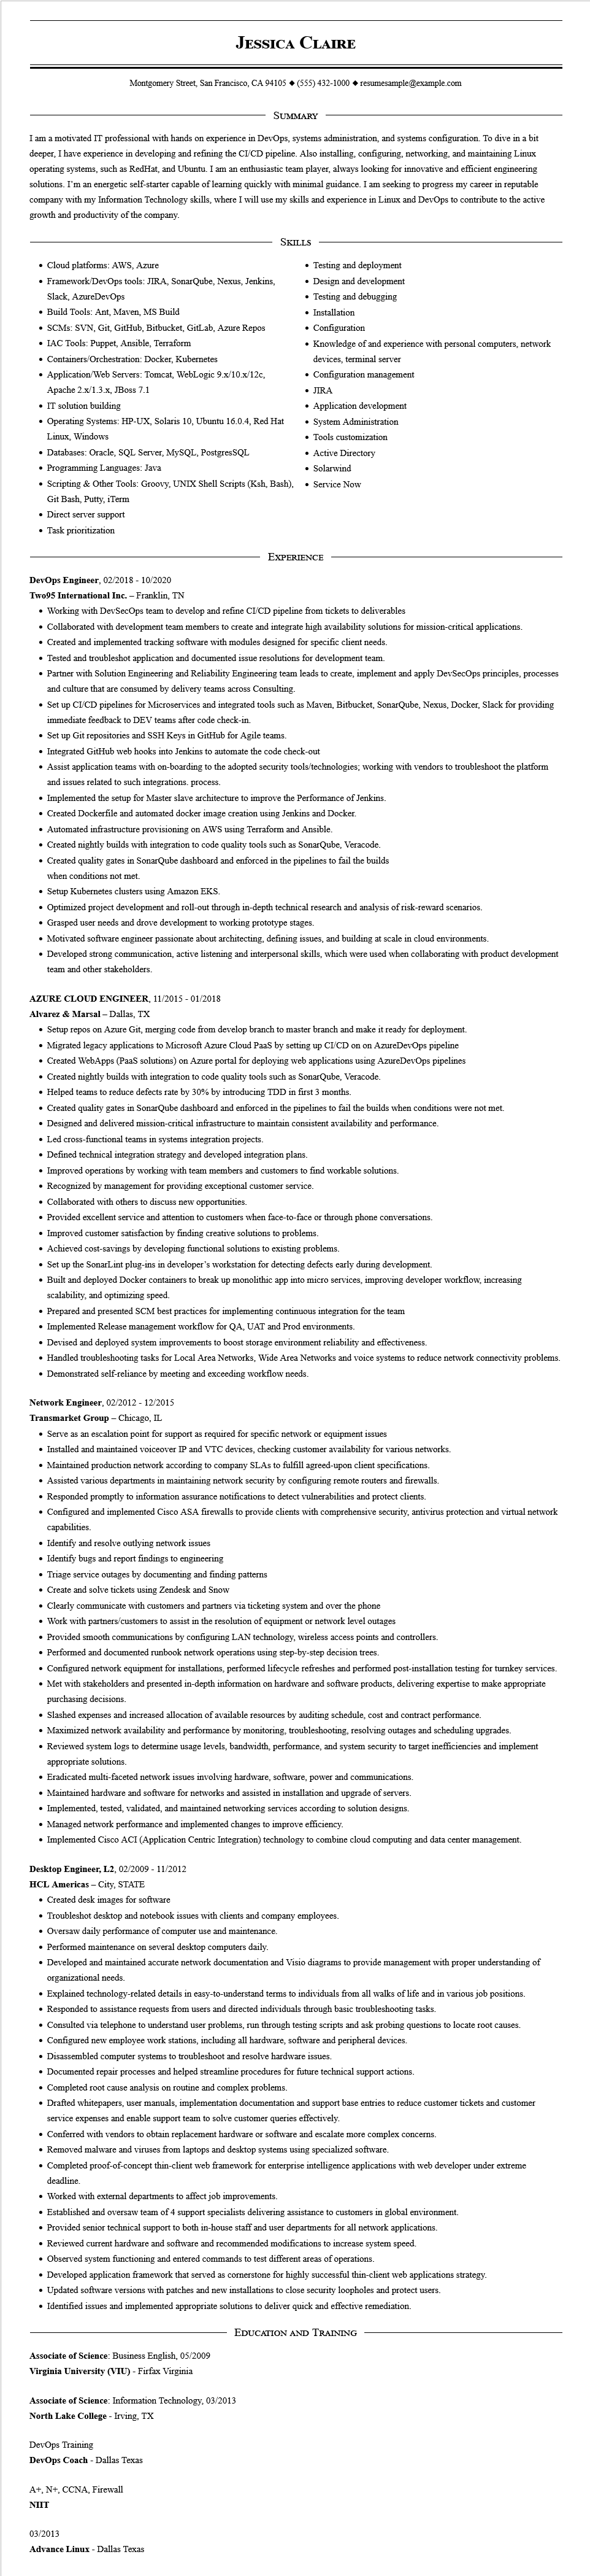 Jessica Claire
Montgomery Street, San Francisco, CA 94105 ◆ (555) 432-1000 ◆ resumesample@example.com
Summary
I am a motivated IT professional with hands on experience in DevOps, systems administration, and systems configuration. To dive in a bit
deeper, I have experience in developing and refining the CI/CD pipeline. Also installing, configuring, networking, and maintaining Linux
operating systems, such as RedHat, and Ubuntu. I am an enthusiastic team player, always looking for innovative and efficient engineering
solutions. I'm an energetic self-starter capable of learning quickly with minimal guidance. I am seeking to progress my career in reputable
company with my Information Technology skills, where I will use my skills and experience in Linux and DevOps to contribute to the active
growth and productivity of the company.
Skills
• Cloud platforms: AWS, Azure
• Framework/DevOps tools: JIRA, SonarQube, Nexus, Jenkins,
Slack, AzureDevOps
• Build Tools: Ant, Maven, MS Build
• SCMs: SVN, Git, GitHub, Bitbucket, GitLab, Azure Repos
• IAC Tools: Puppet, Ansible, Terraform
• Containers/Orchestration: Docker, Kubernetes
• Application/Web Servers: Tomcat, WebLogic 9.x/10.x/12c,
Apache 2.x/1.3.x, JBoss 7.1
• IT solution building
• Operating Systems: HP-UX, Solaris 10, Ubuntu 16.0.4, Red Hat
Linux, Windows
• Databases: Oracle, SQL Server, MySQL, PostgresSQL
• Programming Languages: Java
• Scripting & Other Tools: Groovy, UNIX Shell Scripts (Ksh, Bash),
Git Bash, Putty, iTerm
• Direct server support
• Task prioritization
• Testing and deployment
• Design and development
• Testing and debugging
• Installation
• Configuration
• Knowledge of and experience with personal computers, network
devices, terminal server
• Configuration management
• JIRA
• Application development
• System Administration
• Tools customization
• Active Directory
• Solarwind
• Service Now
Experience
DevOps Engineer, 02/2018 - 10/2020
Two95 International Inc. – Franklin, TN
• Working with DevSecOps team to develop and refine CI/CD pipeline from tickets to deliverables
• Collaborated with development team members to create and integrate high availability solutions for mission-critical applications.
• Created and implemented tracking software with modules designed for specific client needs.
• Tested and troubleshot application and documented issue resolutions for development team.
• Partner with Solution Engineering and Reliability Engineering team leads to create, implement and apply DevSecOps principles, processes
and culture that are consumed by delivery teams across Consulting.
• Set up CI/CD pipelines for Microservices and integrated tools such as Maven, Bitbucket, SonarQube, Nexus, Docker, Slack for providing
immediate feedback to DEV teams after code check-in.
• Set up Git repositories and SSH Keys in GitHub for Agile teams.
• Integrated GitHub web hooks into Jenkins to automate the code check-out
• Assist application teams with on-boarding to the adopted security tools/technologies; working with vendors to troubleshoot the platform
and issues related to such integrations. process.
• Implemented the setup for Master slave architecture to improve the Performance of Jenkins.
• Created Dockerfile and automated docker image creation using Jenkins and Docker.
• Automated infrastructure provisioning on AWS using Terraform and Ansible.
• Created nightly builds with integration to code quality tools such as SonarQube, Veracode.
• Created quality gates in SonarQube dashboard and enforced in the pipelines to fail the builds
when conditions not met.
• Setup Kubernetes clusters using Amazon EKS.
• Optimized project development and roll-out through in-depth technical research and analysis of risk-reward scenarios.
• Grasped user needs and drove development to working prototype stages.
• Motivated software engineer passionate about architecting, defining issues, and building at scale in cloud environments.
• Developed strong communication, active listening and interpersonal skills, which were used when collaborating with product development
team and other stakeholders.
AZURE CLOUD ENGINEER, 11/2015 - 01/2018
Alvarez & Marsal – Dallas, TX
• Setup repos on Azure Git, merging code from develop branch to master branch and make it ready for deployment.
• Migrated legacy applications to Microsoft Azure Cloud PaaS by setting up CI/CD on on AzureDevOps pipeline
• Created WebApps (PaaS solutions) on Azure portal for deploying web applications using AzureDevOps pipelines
• Created nightly builds with integration to code quality tools such as SonarQube, Veracode.
• Helped teams to reduce defects rate by 30% by introducing TDD in first 3 months.
• Created quality gates in SonarQube dashboard and enforced in the pipelines to fail the builds when conditions were not met.
• Designed and delivered mission-critical infrastructure to maintain consistent availability and performance.
• Led cross-functional teams in systems integration projects.
• Defined technical integration strategy and developed integration plans.
• Improved operations by working with team members and customers to find workable solutions.
• Recognized by management for providing exceptional customer service.
• Collaborated with others to discuss new opportunities.
• Provided excellent service and attention to customers when face-to-face or through phone conversations.
• Improved customer satisfaction by finding creative solutions to problems.
• Achieved cost-savings by developing functional solutions to existing problems.
• Set up the SonarLint plug-ins in developer's workstation for detecting defects early during development.
• Built and deployed Docker containers to break up monolithic app into micro services, improving developer workflow, increasing
scalability, and optimizing speed.
• Prepared and presented SCM best practices for implementing continuous integration for the team
• Implemented Release management workflow for QA, UAT and Prod environments.
• Devised and deployed system improvements to boost storage environment reliability and effectiveness.
• Handled troubleshooting tasks for Local Area Networks, Wide Area Networks and voice systems to reduce network connectivity problems.
• Demonstrated self-reliance by meeting and exceeding workflow needs.
Network Engineer, 02/2012 - 12/2015
Transmarket Group – Chicago, IL
• Serve as an escalation point for support as required for specific network or equipment issues
• Installed and maintained voiceover IP and VTC devices, checking customer availability for various networks.
• Maintained production network according to company SLAs to fulfill agreed-upon client specifications.
• Assisted various departments in maintaining network security by configuring remote routers and firewalls.
• Responded promptly to information assurance notifications to detect vulnerabilities and protect clients.
• Configured and implemented Cisco ASA firewalls to provide clients with comprehensive security, antivirus protection and virtual network
capabilities.
• Identify and resolve outlying network issues
• Identify bugs and report findings to engineering
• Triage service outages by documenting and finding patterns
• Create and solve tickets using Zendesk and Snow
• Clearly communicate with customers and partners via ticketing system and over the phone
• Work with partners/customers to assist in the resolution of equipment or network level outages
• Provided smooth communications by configuring LAN technology, wireless access points and controllers.
• Performed and documented runbook network operations using step-by-step decision trees.
• Configured network equipment for installations, performed lifecycle refreshes and performed post-installation testing for turnkey services.
• Met with stakeholders and presented in-depth information on hardware and software products, delivering expertise to make appropriate
purchasing decisions.
• Slashed expenses and increased allocation of available resources by auditing schedule, cost and contract performance.
• Maximized network availability and performance by monitoring, troubleshooting, resolving outages and scheduling upgrades.
• Reviewed system logs to determine usage levels, bandwidth, performance, and system security to target inefficiencies and implement
appropriate solutions.
• Eradicated multi-faceted network issues involving hardware, software, power and communications.
• Maintained hardware and software for networks and assisted in installation and upgrade of servers.
• Implemented, tested, validated, and maintained networking services according to solution designs.
• Managed network performance and implemented changes to improve efficiency.
• Implemented Cisco ACI (Application Centric Integration) technology to combine cloud computing and data center management.
Desktop Engineer, L2, 02/2009 - 11/2012
HCL Americas – City, STATE
• Created desk images for software
• Troubleshot desktop and notebook issues with clients and company employees.
• Oversaw daily performance of computer use and maintenance.
• Performed maintenance on several desktop computers daily.
• Developed and maintained accurate network documentation and Visio diagrams to provide management with proper understanding of
organizational needs.
• Explained technology-related details in easy-to-understand terms to individuals from all walks of life and in various job positions.
• Responded to assistance requests from users and directed individuals through basic troubleshooting tasks.
• Consulted via telephone to understand user problems, run through testing scripts and ask probing questions to locate root causes.
• Configured new employee work stations, including all hardware, software and peripheral devices.
• Disassembled computer systems to troubleshoot and resolve hardware issues.
• Documented repair processes and helped streamline procedures for future technical support actions.
• Completed root cause analysis on routine and complex problems.
• Drafted whitepapers, user manuals, implementation documentation and support base entries to reduce customer tickets and customer
service expenses and enable support team to solve customer queries effectively.
• Conferred with vendors to obtain replacement hardware or software and escalate more complex concerns.
• Removed malware and viruses from laptops and desktop systems using specialized software.
• Completed proof-of-concept thin-client web framework for enterprise intelligence applications with web developer under extreme
deadline.
• Worked with external departments to affect job improvements.
• Established and oversaw team of 4 support specialists delivering assistance to customers in global environment.
• Provided senior technical support to both in-house staff and user departments for all network applications.
• Reviewed current hardware and software and recommended modifications to increase system speed.
• Observed system functioning and entered commands to test different areas of operations.
• Developed application framework that served as cornerstone for highly successful thin-client web applications strategy.
• Updated software versions with patches and new installations to close security loopholes and protect users.
• Identified issues and implemented appropriate solutions to deliver quick and effective remediation.
Education and Training
Associate of Science: Business English, 05/2009
Virginia University (VIU) - Firfax Virginia
Associate of Science: Information Technology, 03/2013
North Lake College - Irving, TX
DevOps Training
DevOps Coach - Dallas Texas
A+, N+, CCNA, Firewall
NIIT
03/2013
Advance Linux - Dallas Texas